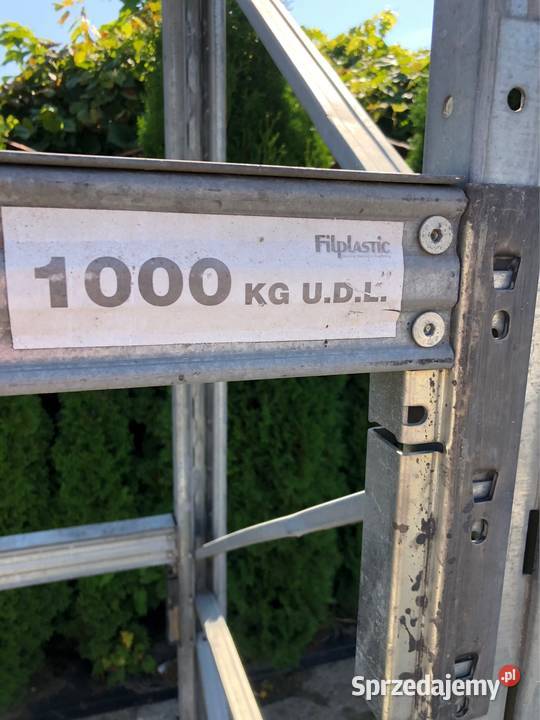 Filplastic
1000 KG U.D.L.
Sprzedajemy.pl